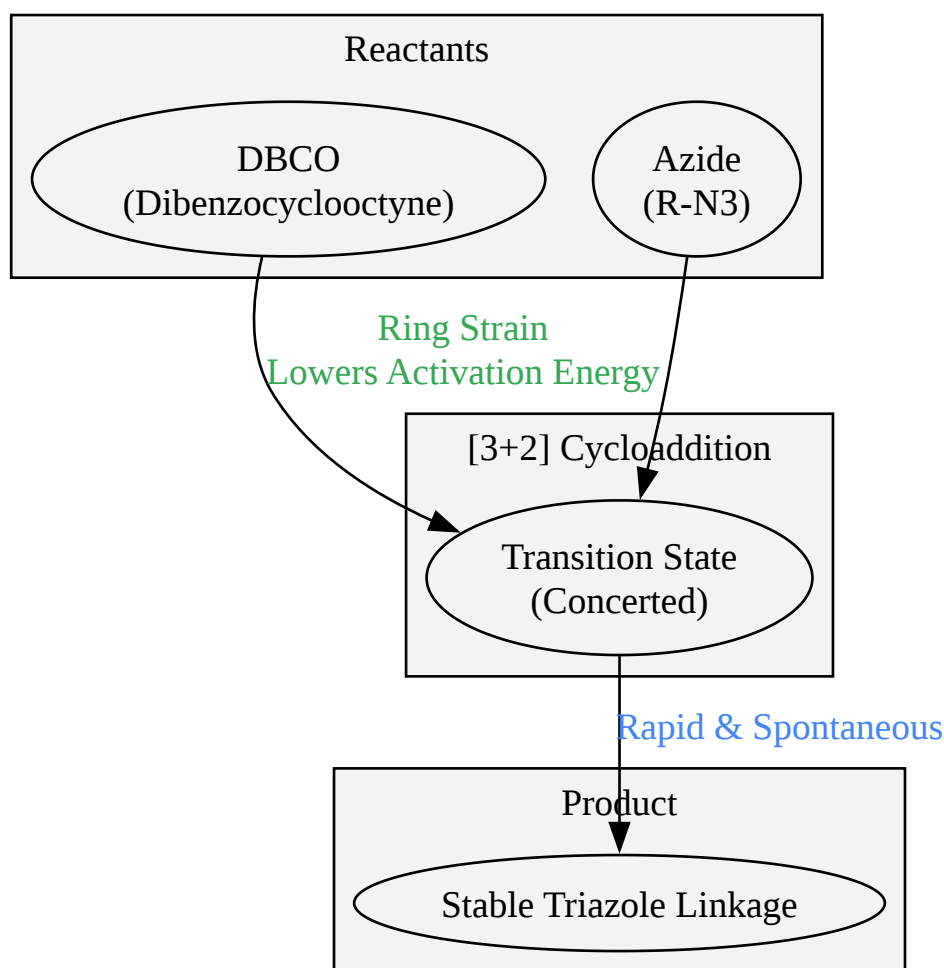 Reactants
DBCO
(Dibenzocyclooctyne)
Azide
(R-N3)
Ring Strain
Lowers Activation Energy
[3+2] Cycloaddition
Transition State
(Concerted)
Rapid & Spontaneous
Product
Stable Triazole Linkage